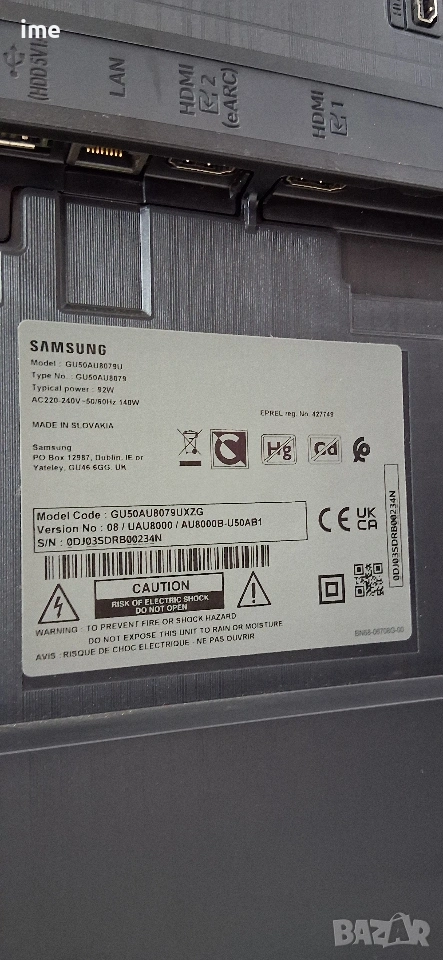 ime
(HDD 5V 1
LAN
HDMI 2
(eARC)
HDMI 1
SAMSUNG
Model : GU50AU8079U
Type No. : GU50AU8079
Typical power : 92W
AC220-240V~50/60Hz 140W
EPREL reg. No. 427749
MADE IN SLOVAKIA
Samsung
PO Box 12987, Dublin. IE or
Yateley, GU46 6GG. UK
Hg
Cd
Model Code : GU50AU8079UXZG
Version No : 08 / UAU8000 / AU8000B-U50AB1
S/N : 0DJ03SDRB00234N
CE UK CA
0DJ03SDRB00234N
CAUTION
RISK OF ELECTRIC SHOCK
DO NOT OPEN
WARNING : TO PREVENT FIRE OR SHOCK HAZARD
DO NOT EXPOSE THIS UNIT TO RAIN OR MOISTURE
AVIS : RISQUE DE CHOC ELECTRIQUE - NE PAS OUVRIR
BAZAR